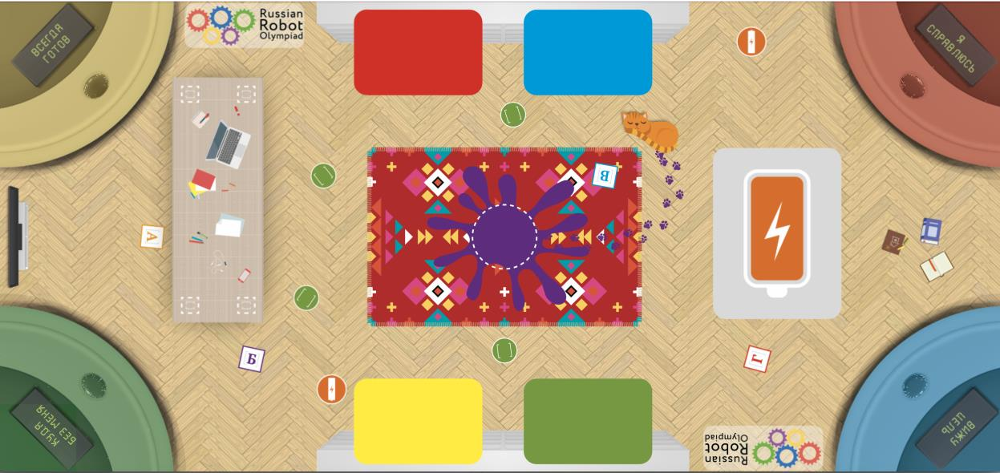 ВСЕГДА
ГОТОВ
Russian
Robot
Olympiad
Я
СПРАВЛЮСЬ
В
А
Б
Г
КУДА
БЕЗ МЕНЯ
Russian
Robot
Olympiad
ВИЖУ
ЦЕЛЬ